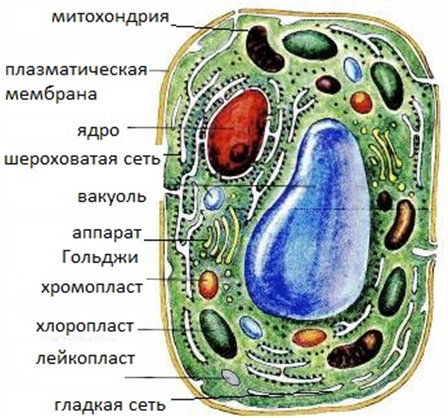 митохондрия
плазматическая
мембрана
ядро
шероховатая сеть
вакуоль
аппарат
Гольджи
хромопласт
хлоропласт
лейкопласт
гладкая сеть